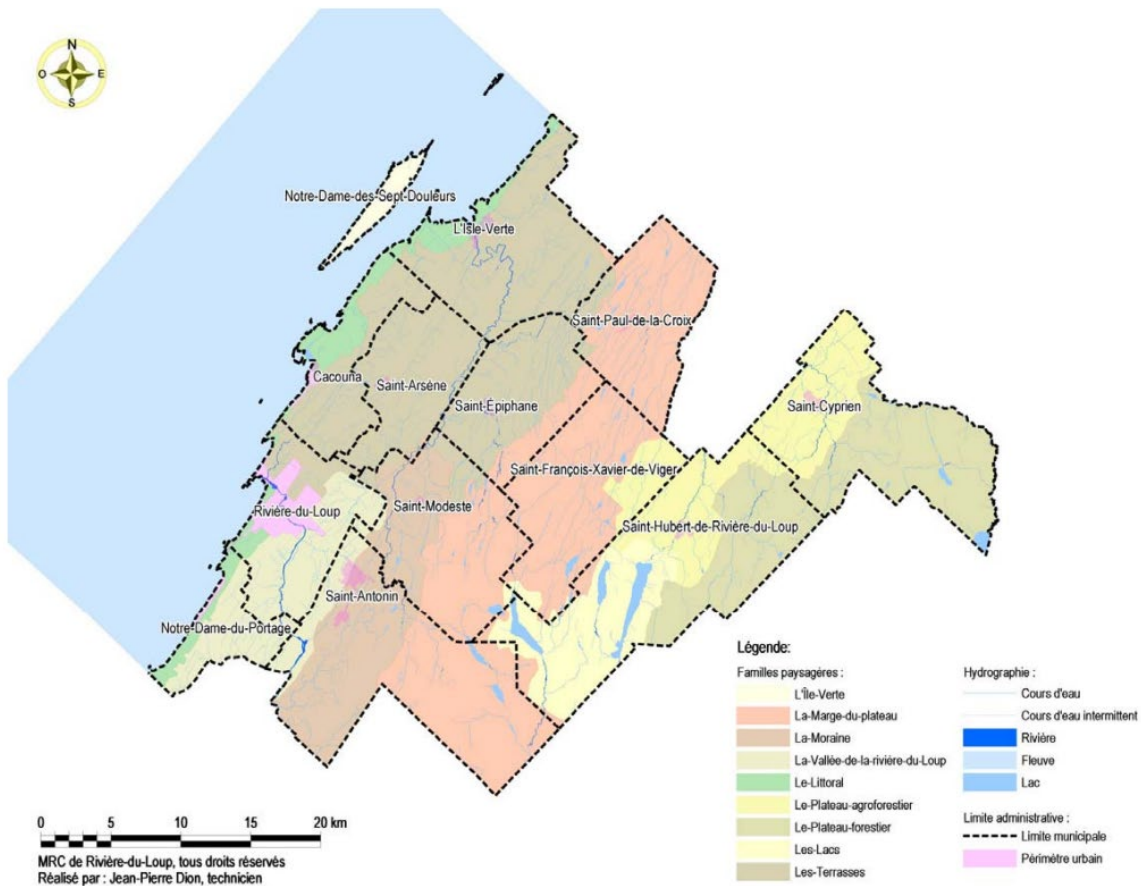 N
O
E
S
Notre-Dame-des-Sept-Douleurs
L'Isle-Verte
Saint-Paul-de-la-Croix
Cacouna
Saint-Arsène
Saint-Épiphane
Saint-Cyprien
Saint-François-Xavier-de-Viger
Rivière-du-Loup
Saint-Modeste
Saint-Hubert-de-Rivière-du-Loup
Saint-Antonin
Notre-Dame-du-Portage
Légende:
Familles paysagères :
L'Île-Verte
La-Marge-du-plateau
La-Moraine
La-Vallée-de-la-rivière-du-Loup
Le-Littoral
Le-Plateau-agroforestier
Le-Plateau-forestier
Les-Lacs
Les-Terrasses
Hydrographie :
Cours d'eau
Cours d'eau intermittent
Rivière
Fleuve
Lac
Limite administrative :
Limite municipale
Périmètre urbain
0 5 10 15 20 km
MRC de Rivière-du-Loup, tous droits réservés
Réalisé par : Jean-Pierre Dion, technicien